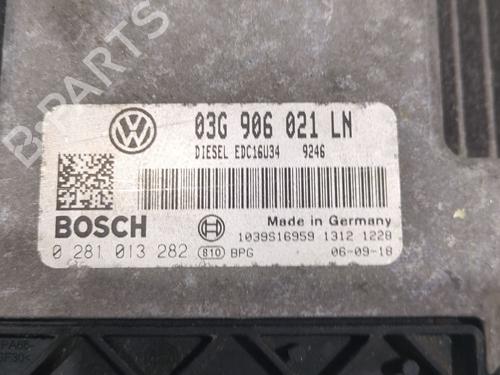 03G 906 021 LN
DIESEL EDC16U34 9246
BOSCH
Made in Germany
1039S16959 1312 1228
0 281 013 282 810 BPG 06-09-18
GF30<